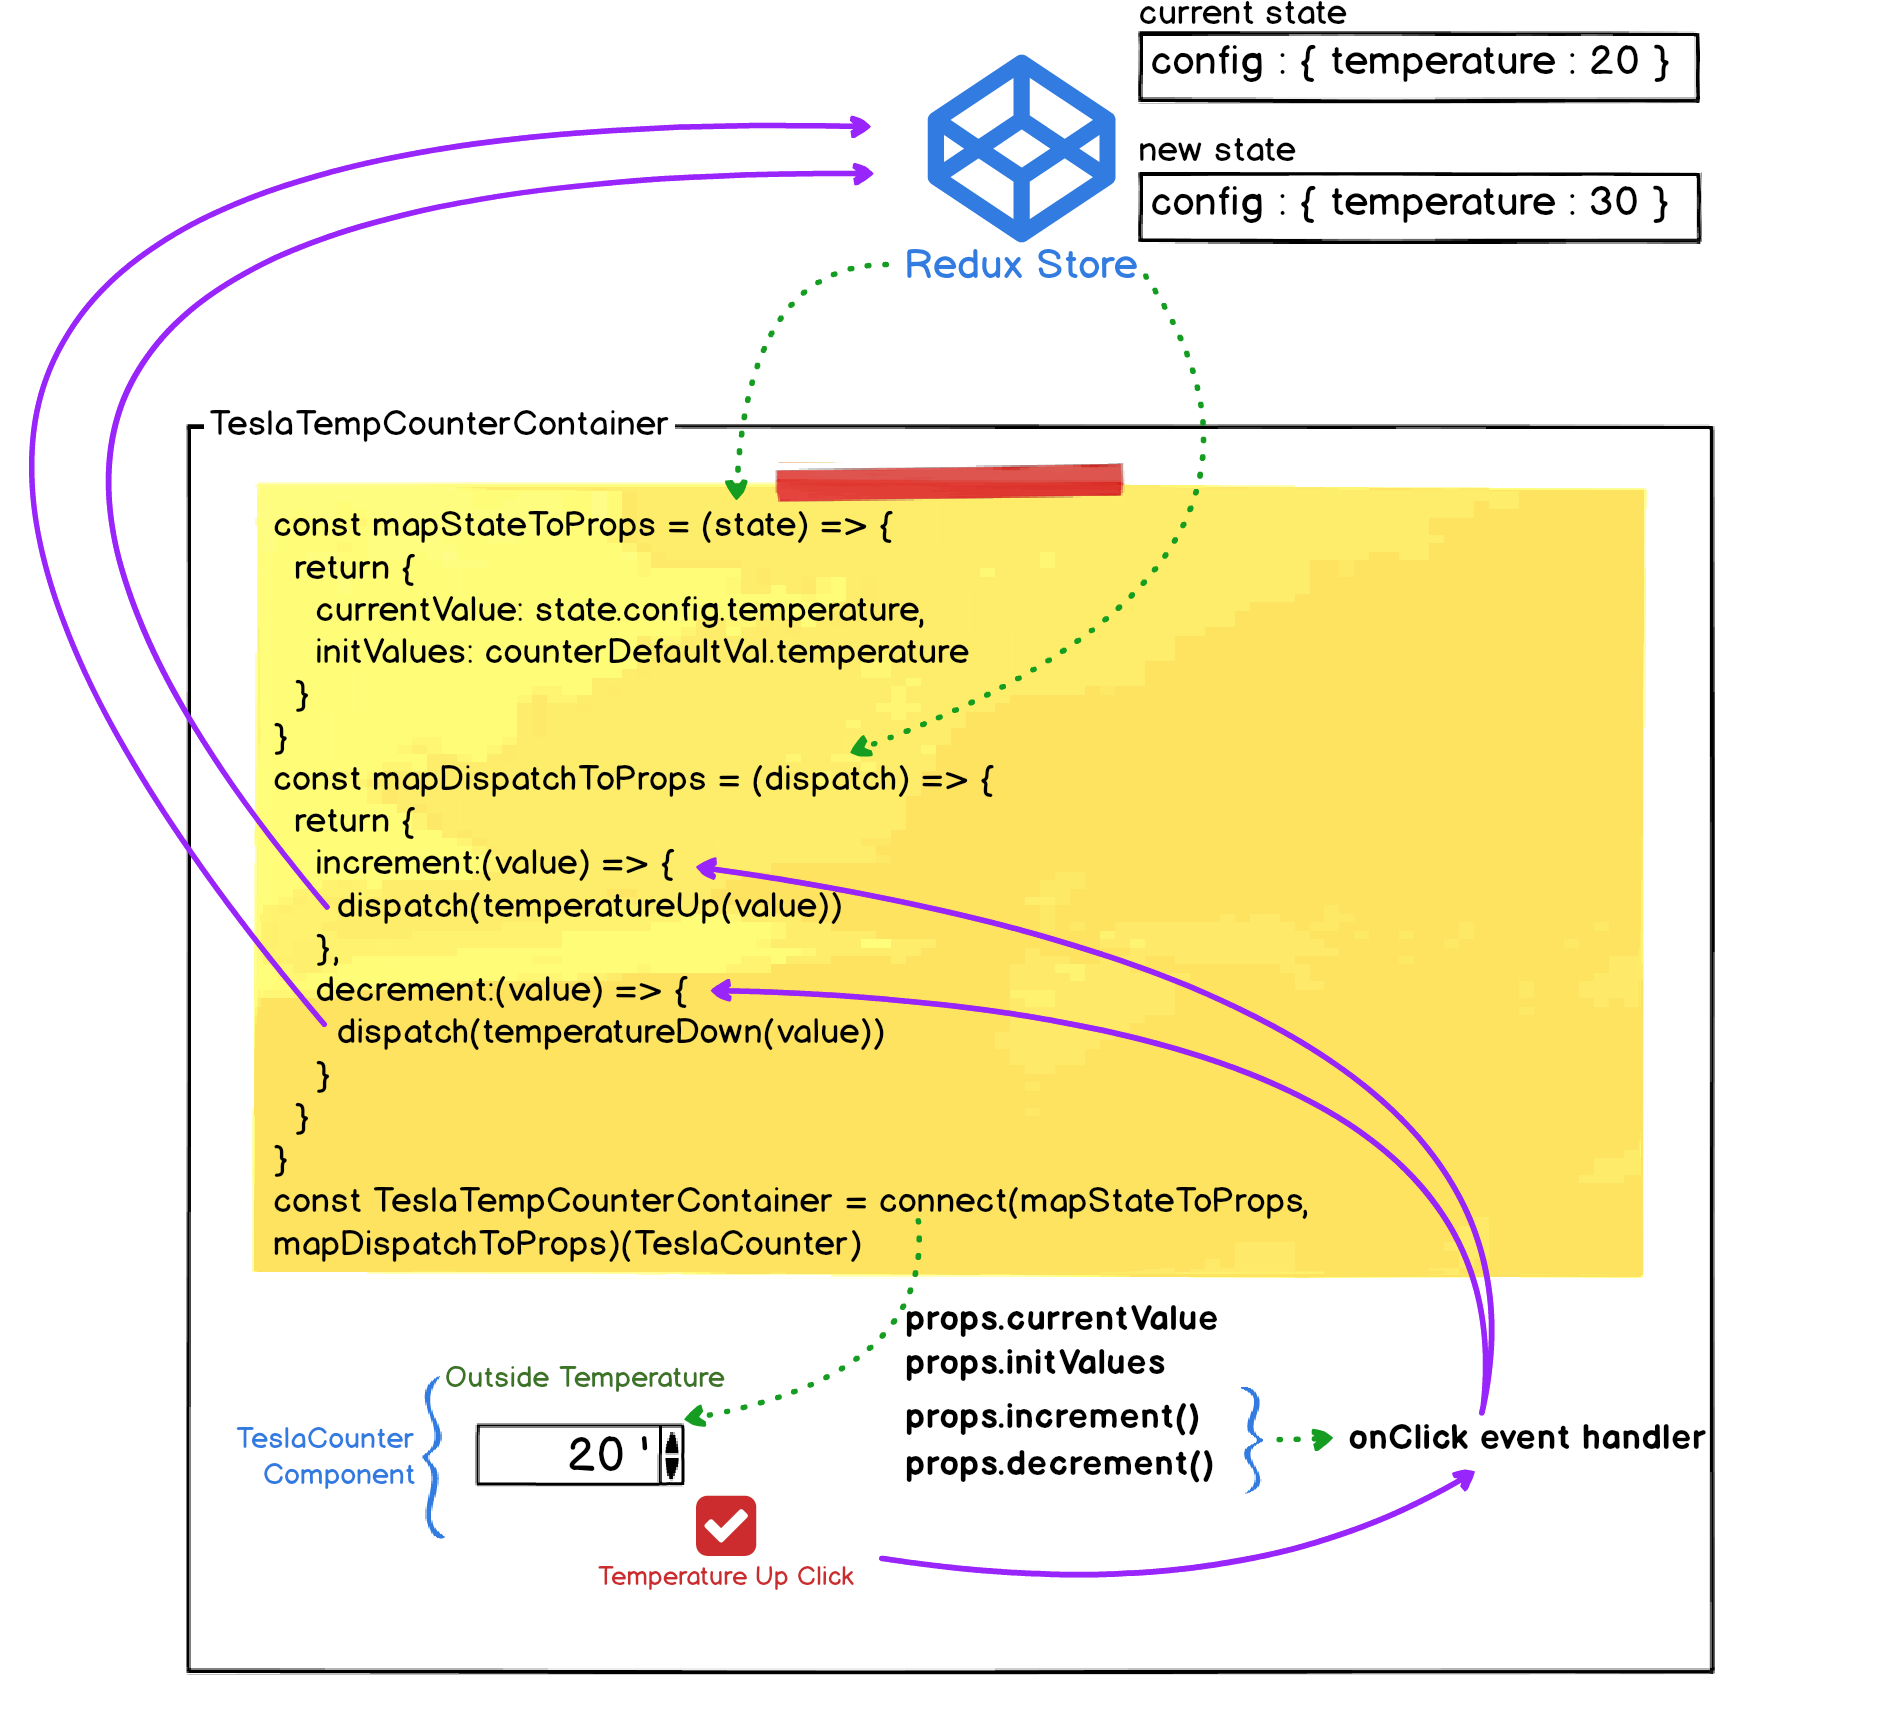 current state
config : { temperature : 20 }
new state
config : { temperature : 30 }
Redux Store
TeslaTempCounterContainer
const mapStateToProps = (state) => {
return {
currentValue: state.config.temperature,
initValues: counterDefaultVal.temperature
}
}
const mapDispatchToProps = (dispatch) => {
return {
increment:(value) => {
dispatch(temperatureUp(value))
},
decrement:(value) => {
dispatch(temperatureDown(value))
}
}
}
const TeslaTempCounterContainer = connect(mapStateToProps,
mapDispatchToProps)(TeslaCounter)
props.currentValue
props.initValues
props.increment()
props.decrement()
onClick event handler
Outside Temperature
TeslaCounter
Component
20 '
Temperature Up Click